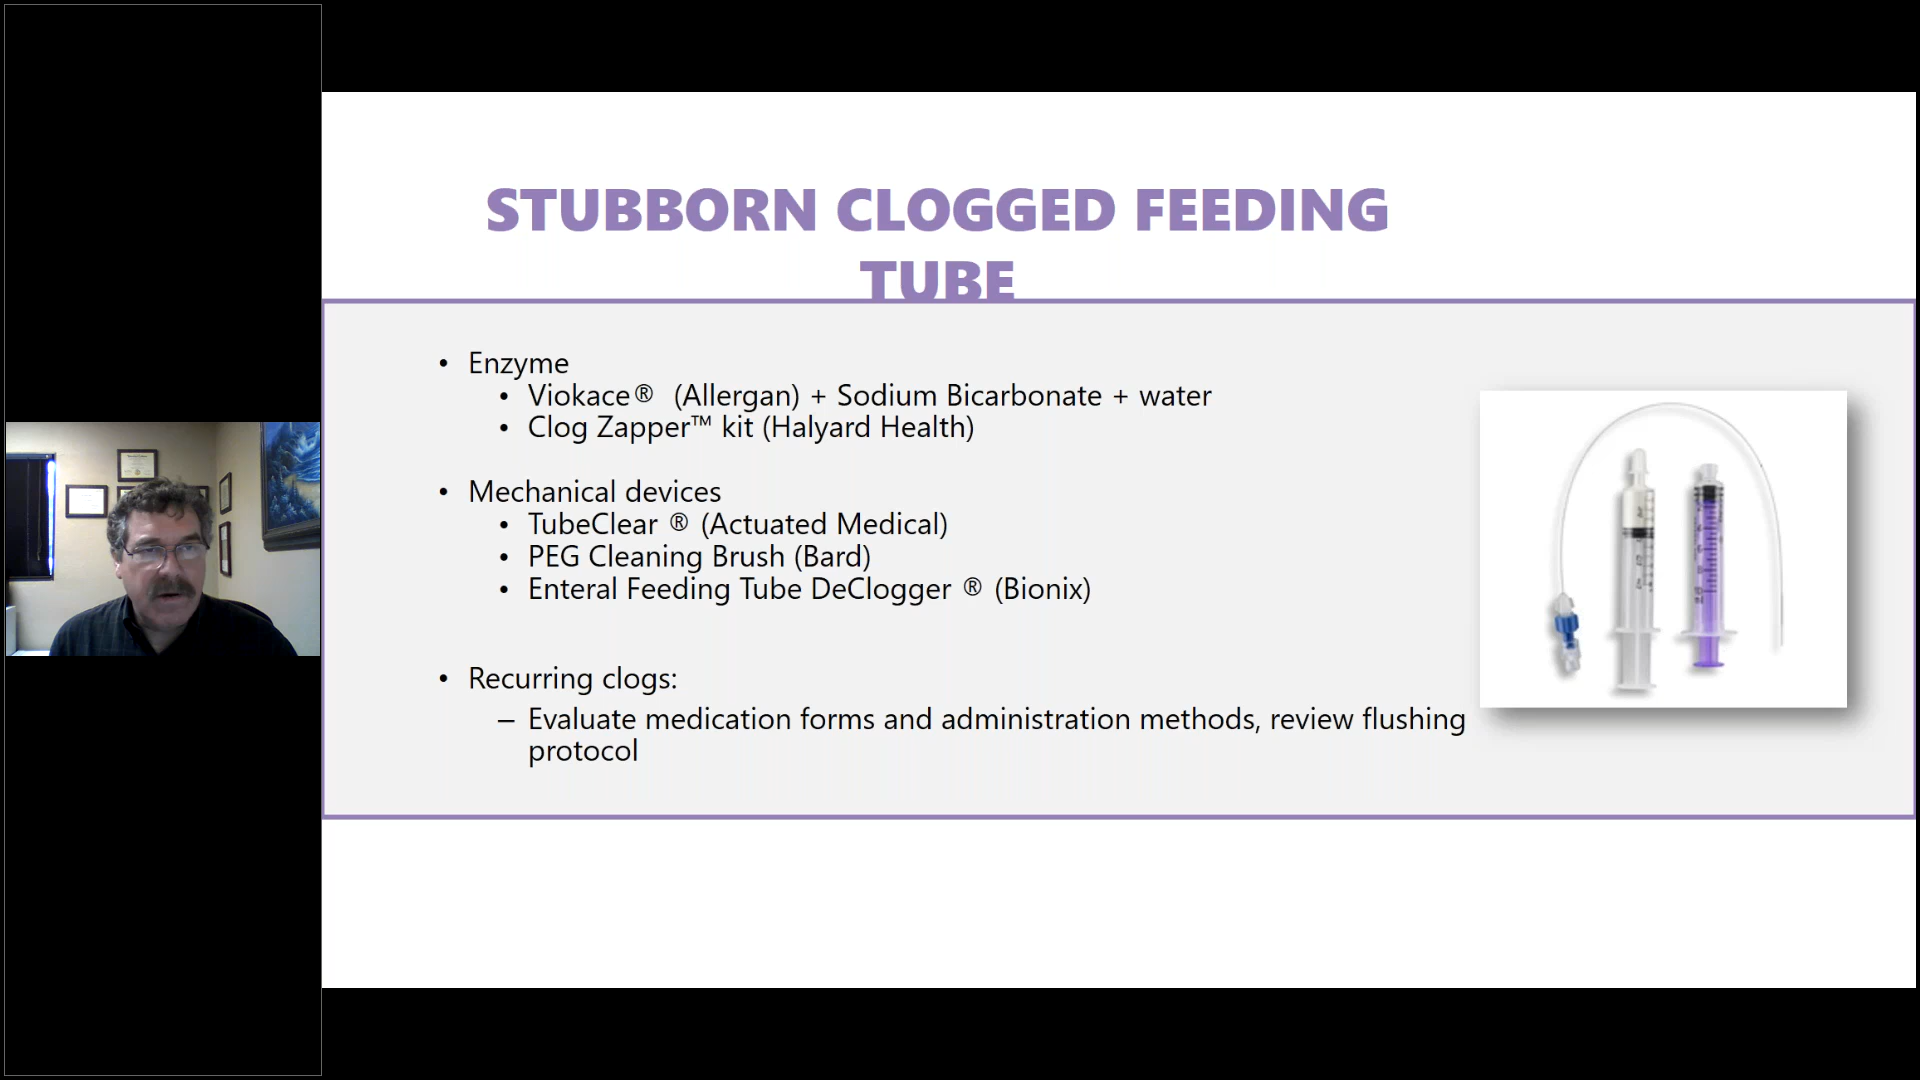 STUBBORN CLOGGED FEEDING
TUBE
• Enzyme
• Viokace® (Allergan) + Sodium Bicarbonate + water
• Clog Zapper™ kit (Halyard Health)
• Mechanical devices
• TubeClear ® (Actuated Medical)
• PEG Cleaning Brush (Bard)
• Enteral Feeding Tube DeClogger ® (Bionix)
• Recurring clogs:
– Evaluate medication forms and administration methods, review flushing
protocol